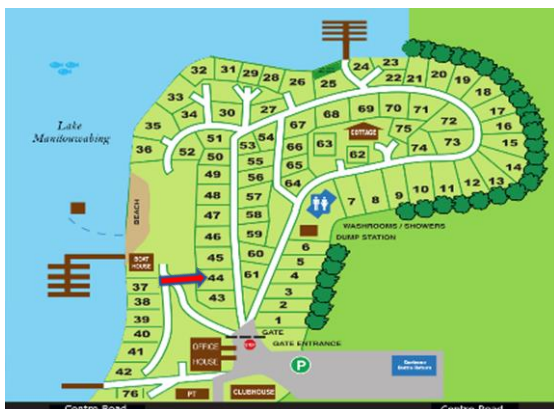 32 31 29 28 26 25 24 23
22 21 20 19
18
33 30 27
34
35
36
52 51 50
53 54
67 68 69 70 71 72
17
16
15
14
66 63 62 75 74 73
COTTAGE
65
64
49 55
48 56
47 57
46 58
59
45 60
44 61
43
7 8 9 10 11 12 13
Lake
Manitouwabing
BEACH
BOAT
HOUSE
WASHROOMS / SHOWERS
DUMP STATION
6
5
4
3
2
1
37
38
39
40
41
42
76
GATE
GATE ENTRANCE
STOP
OFFICE
HOUSE
P
PT
CLUBHOUSE
Centre Road
Centre Road